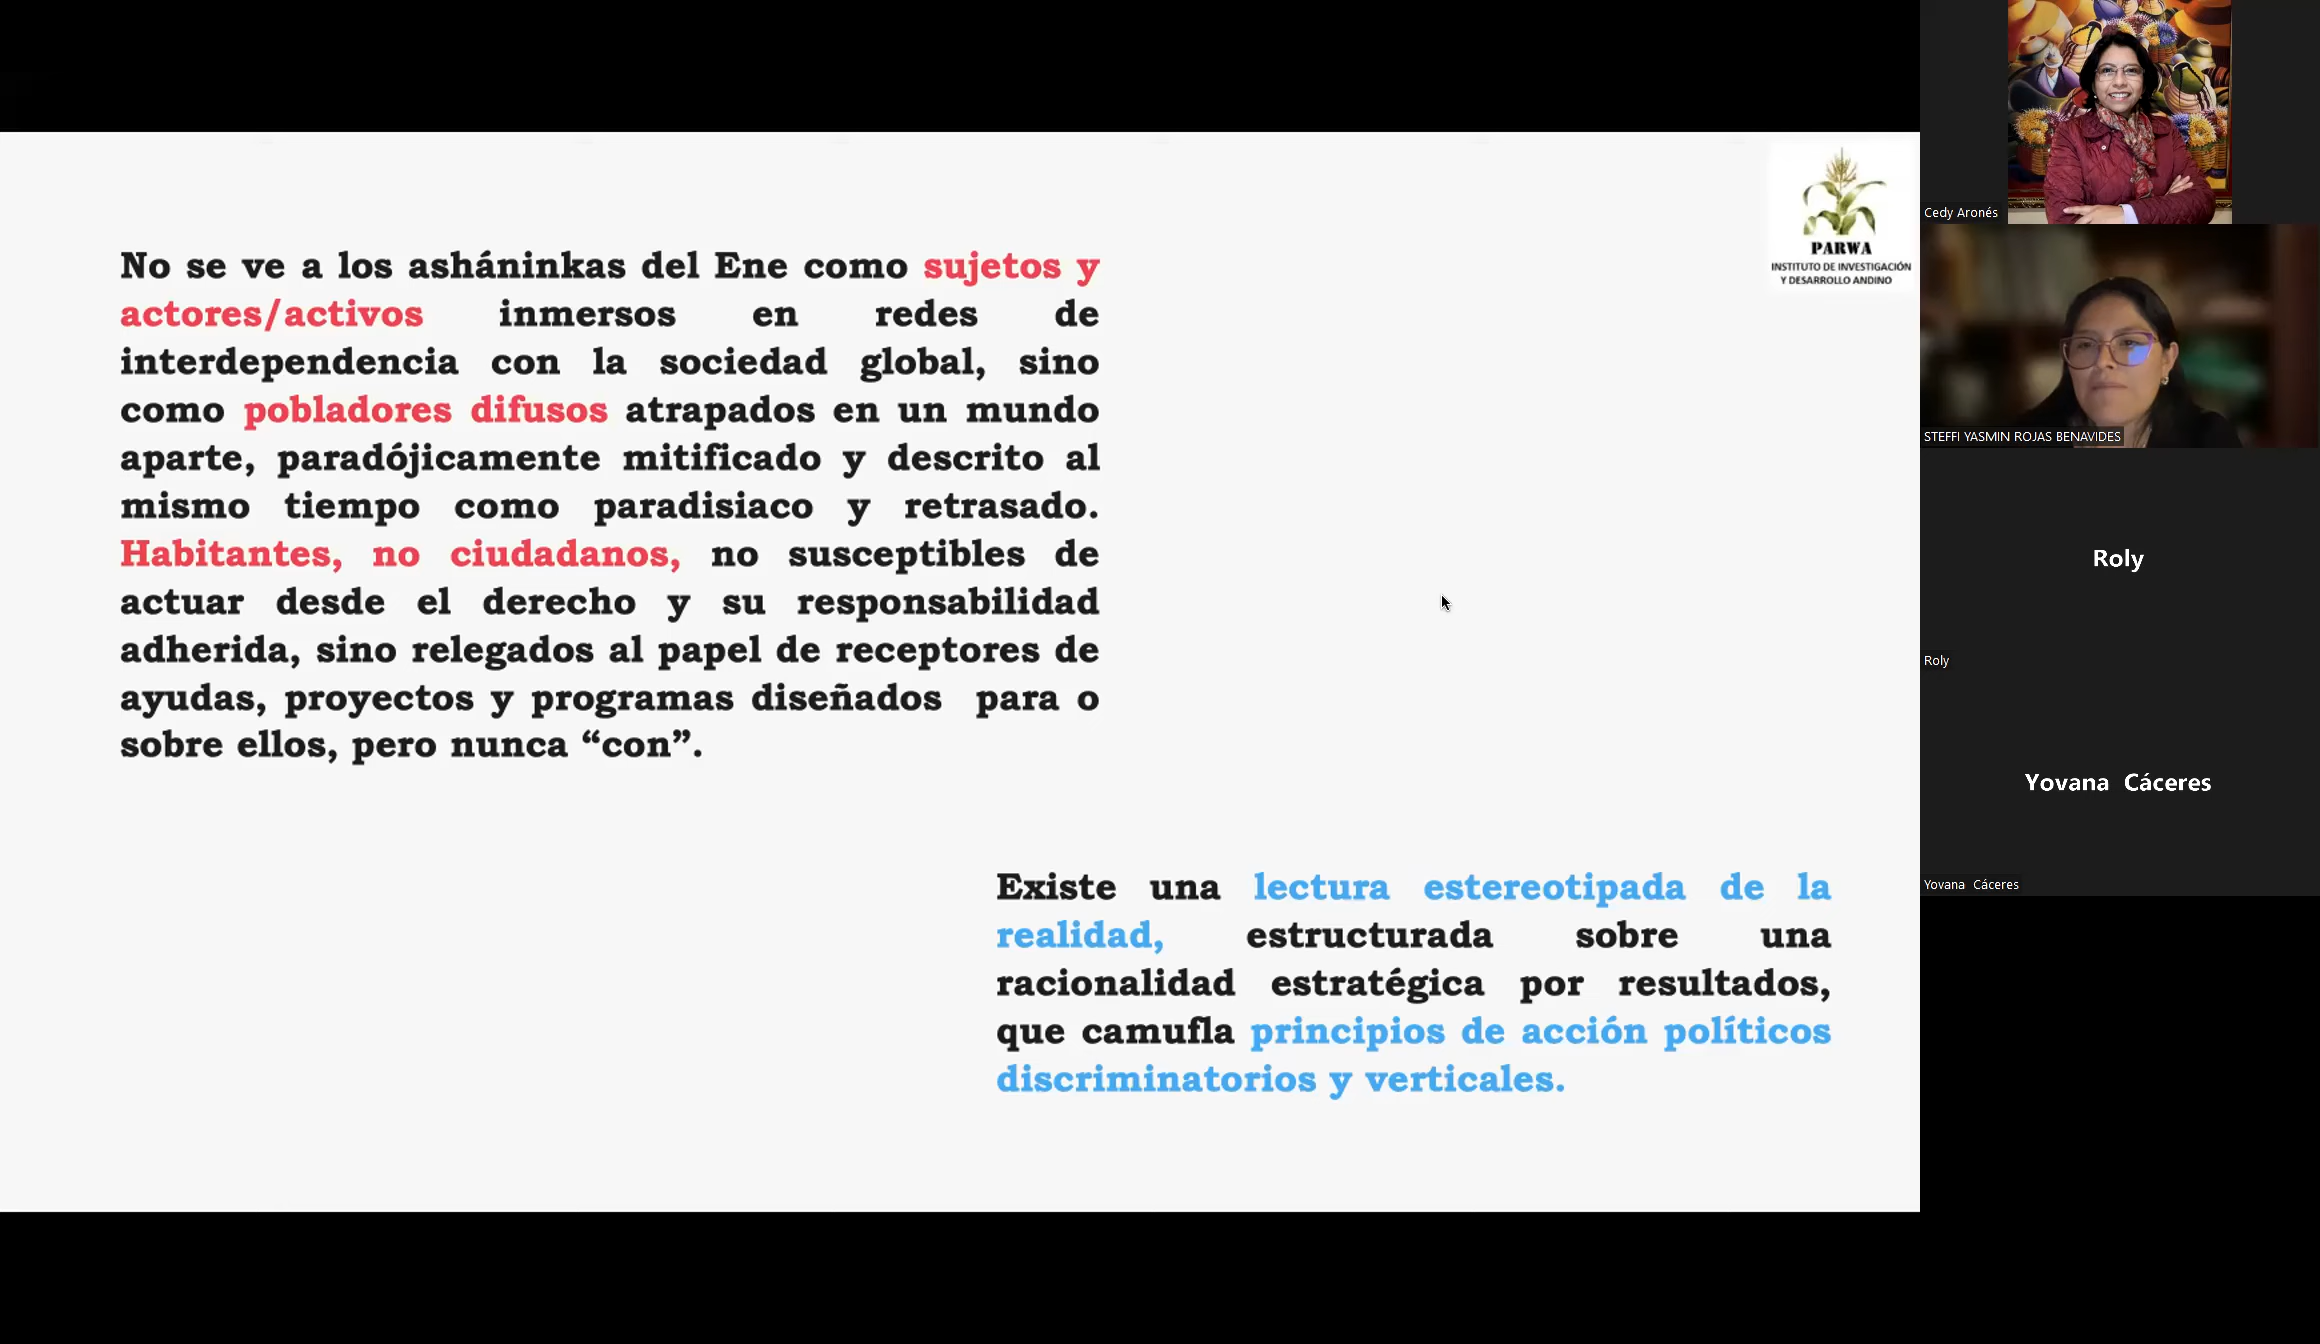 No se ve a los asháninkas del Ene como sujetos y
actores/activos inmersos en redes de
interdependencia con la sociedad global, sino
como pobladores difusos atrapados en un mundo
aparte, paradójicamente mitificado y descrito al
mismo tiempo como paradisiaco y retrasado.
Habitantes, no ciudadanos, no susceptibles de
actuar desde el derecho y su responsabilidad
adherida, sino relegados al papel de receptores de
ayudas, proyectos y programas diseñados para o
sobre ellos, pero nunca “con”.
Existe una lectura estereotipada de la
realidad, estructurada sobre una
racionalidad estratégica por resultados,
que camufla principios de acción políticos
discriminatorios y verticales.
PARWA
INSTITUTO DE INVESTIGACIÓN
Y DESARROLLO ANDINO
Cedy Aronés
STEFFI YASMIN ROJAS BENAVIDES
Roly
Roly
Yovana Cáceres
Yovana Cáceres